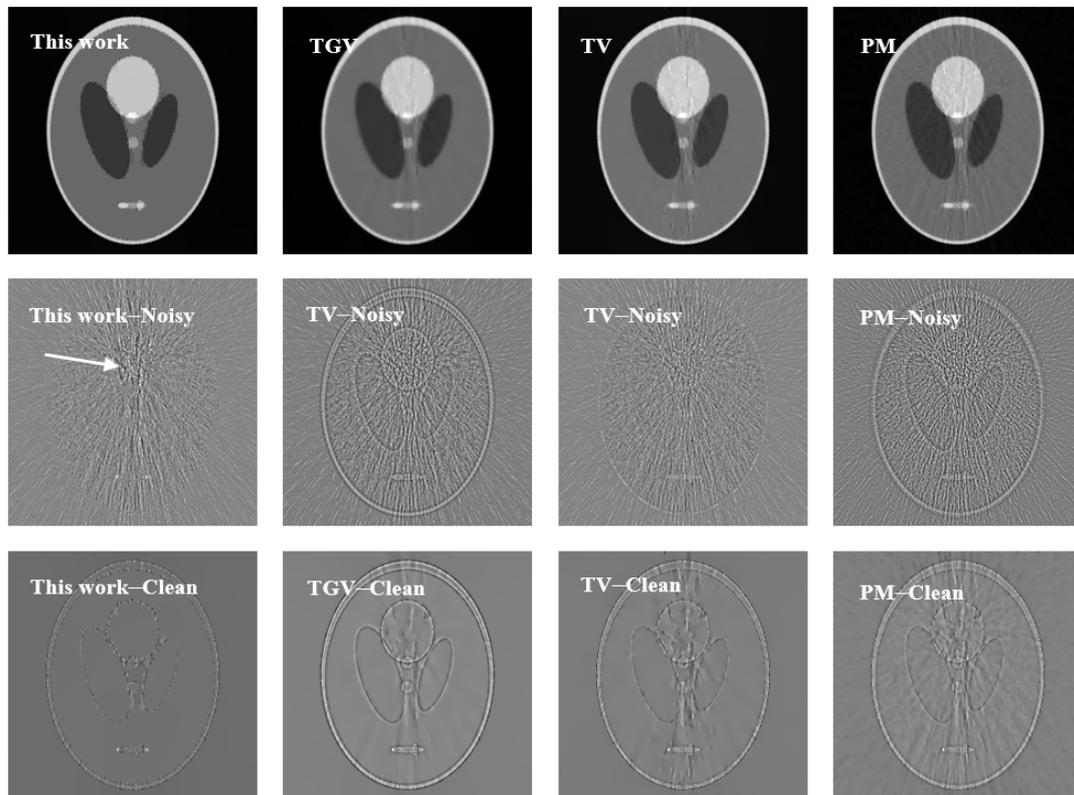 This work
TGV
TV
PM
This work–Noisy
TV–Noisy
TV–Noisy
PM–Noisy
This work–Clean
TGV–Clean
TV–Clean
PM–Clean